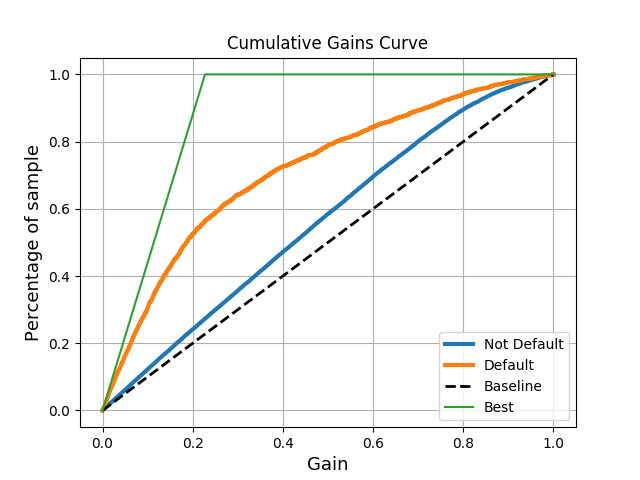 Cumulative Gains Curve
Percentage of sample
1.0
0.8
0.6
0.4
0.2
0.0
0.0 0.2 0.4 0.6 0.8 1.0
Gain
Not Default
Default
Baseline
Best